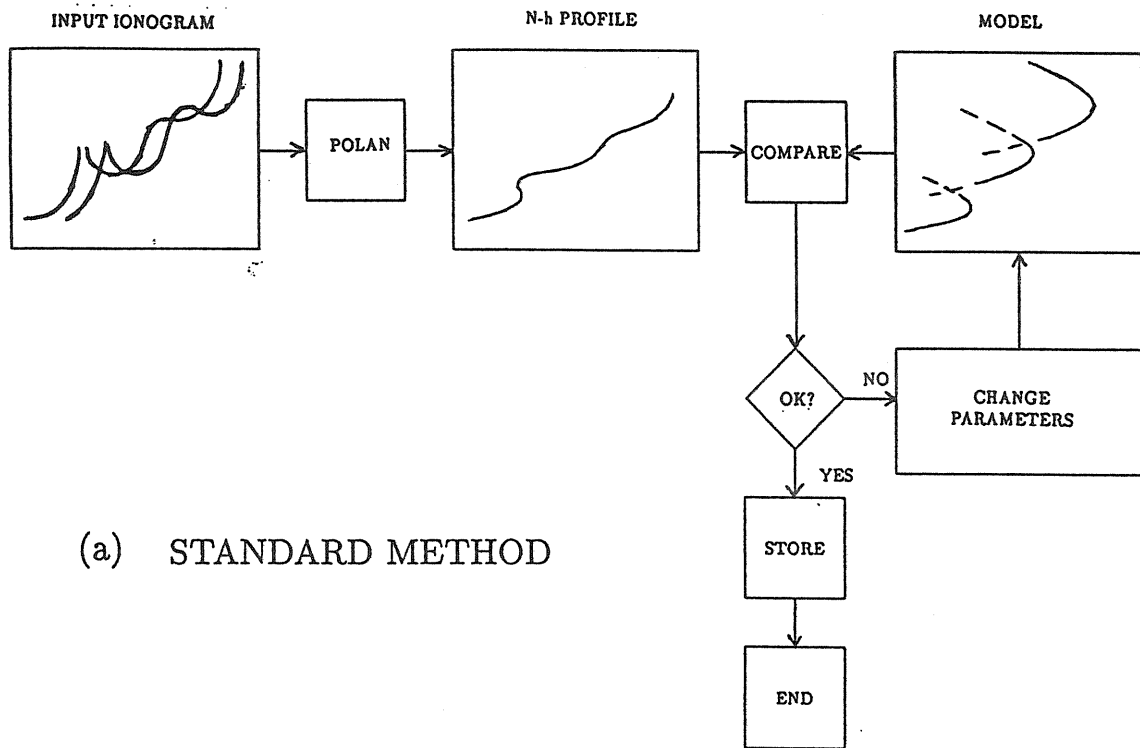 INPUT IONOGRAM
N-h PROFILE
MODEL
POLAN
COMPARE
OK?
NO
CHANGE
PARAMETERS
YES
STORE
(a) STANDARD METHOD
END